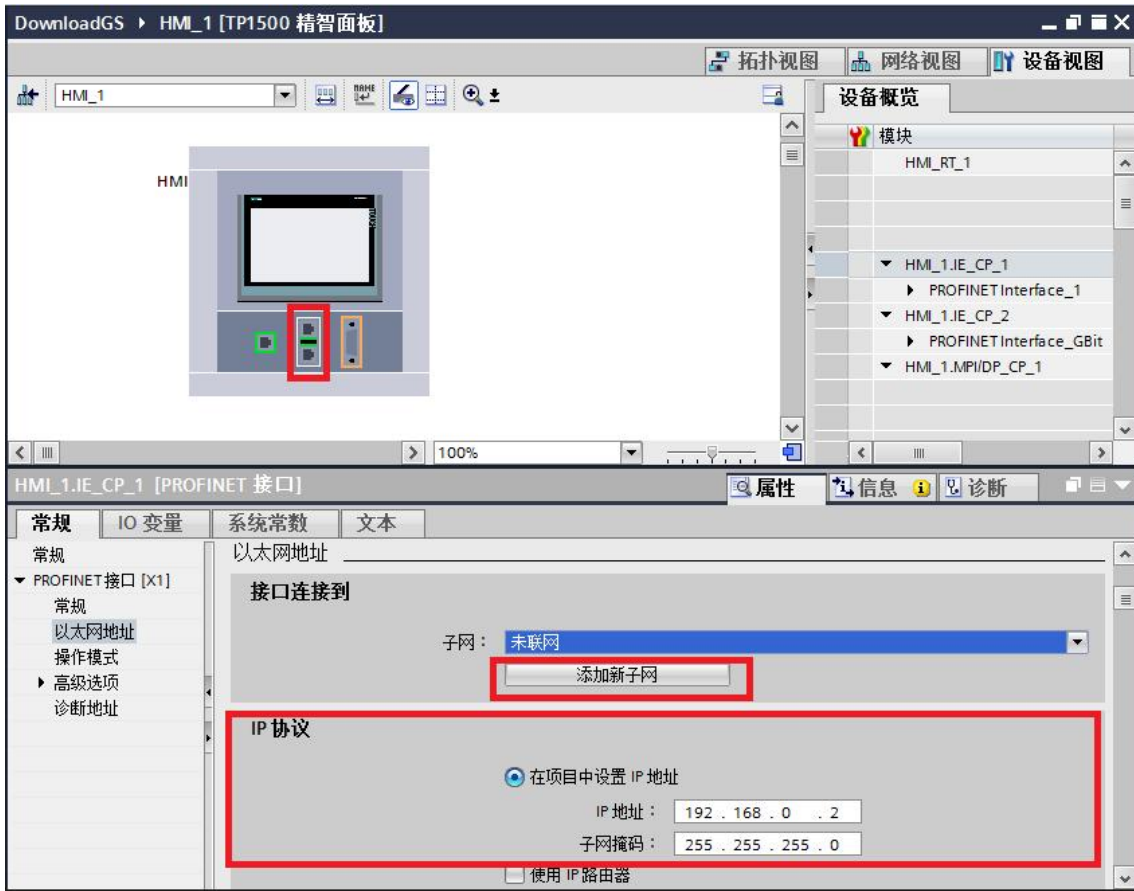 DownloadGS ▸ HMI_1 [TP1500 精智面板]
拓扑视图 网络视图 设备视图
HMI_1
设备概览
模块
HMI_RT_1
HMI
HMI_1.IE_CP_1
PROFINET Interface_1
HMI_1.IE_CP_2
PROFINET Interface_GBit
HMI_1.MPI/DP_CP_1
100%
HMI_1.IE_CP_1 [PROFINET 接口]
属性 信息 诊断
常规 IO 变量 系统常数 文本
常规
PROFINET接口 [X1]
常规
以太网地址
操作模式
高级选项
诊断地址
以太网地址
接口连接到
子网： 未联网
添加新子网
IP 协议
在项目中设置 IP 地址
IP 地址： 192 . 168 . 0 . 2
子网掩码： 255 . 255 . 255 . 0
使用 IP 路由器